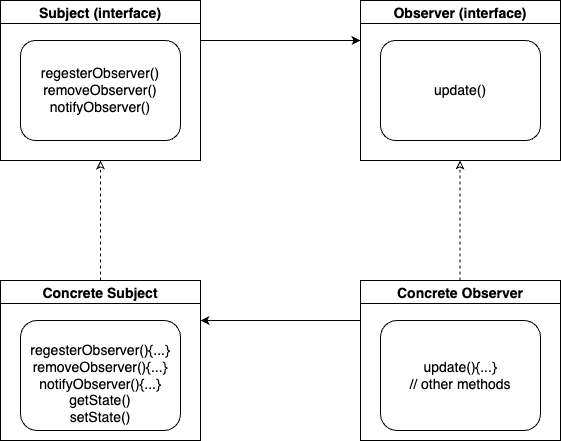 Subject (interface)
regesterObserver()
removeObserver()
notifyObserver()
Observer (interface)
update()
Concrete Subject
regesterObserver(){...}
removeObserver(){...}
notifyObserver(){...}
getState()
setState()
Concrete Observer
update(){...}
// other methods